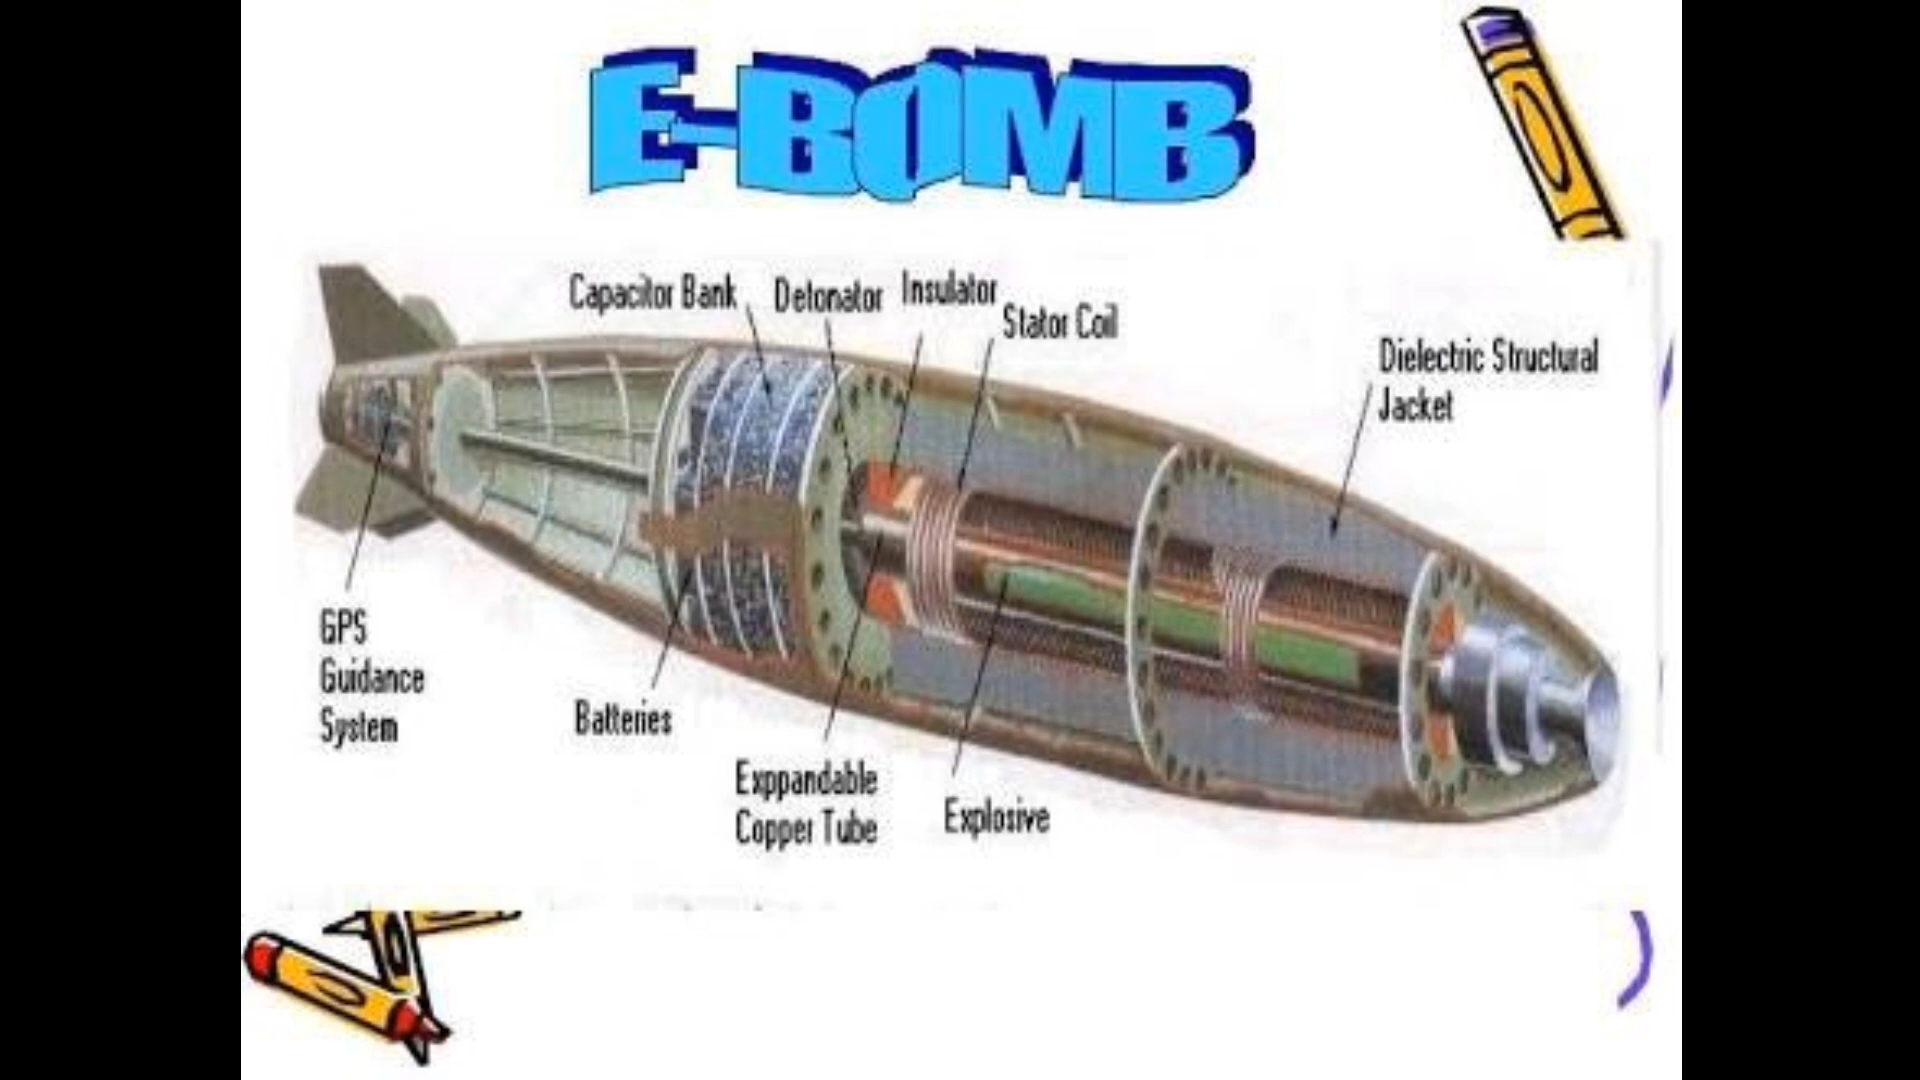 E-BOMB
Capacitor Bank
Detonator
Insulator
Stator Coil
Dielectric Structural
Jacket
GPS
Guidance
System
Batteries
Exppandable
Copper Tube
Explosive